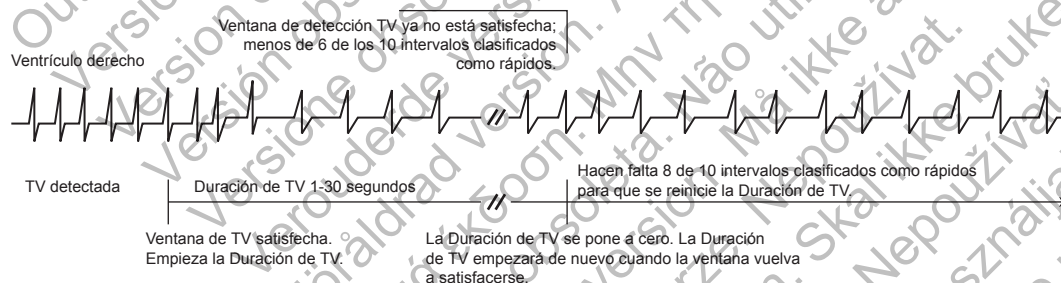 Ventana de detección TV ya no está satisfecha;
menos de 6 de los 10 intervalos clasificados
como rápidos.
Ventrículo derecho
Hacen falta 8 de 10 intervalos clasificados como rápidos
para que se reinicie la Duración de TV.
TV detectada
Duración de TV 1-30 segundos
Ventana de TV satisfecha.
Empieza la Duración de TV.
La Duración de TV se pone a cero. La Duración
de TV empezará de nuevo cuando la ventana vuelva
a satisfacerse.